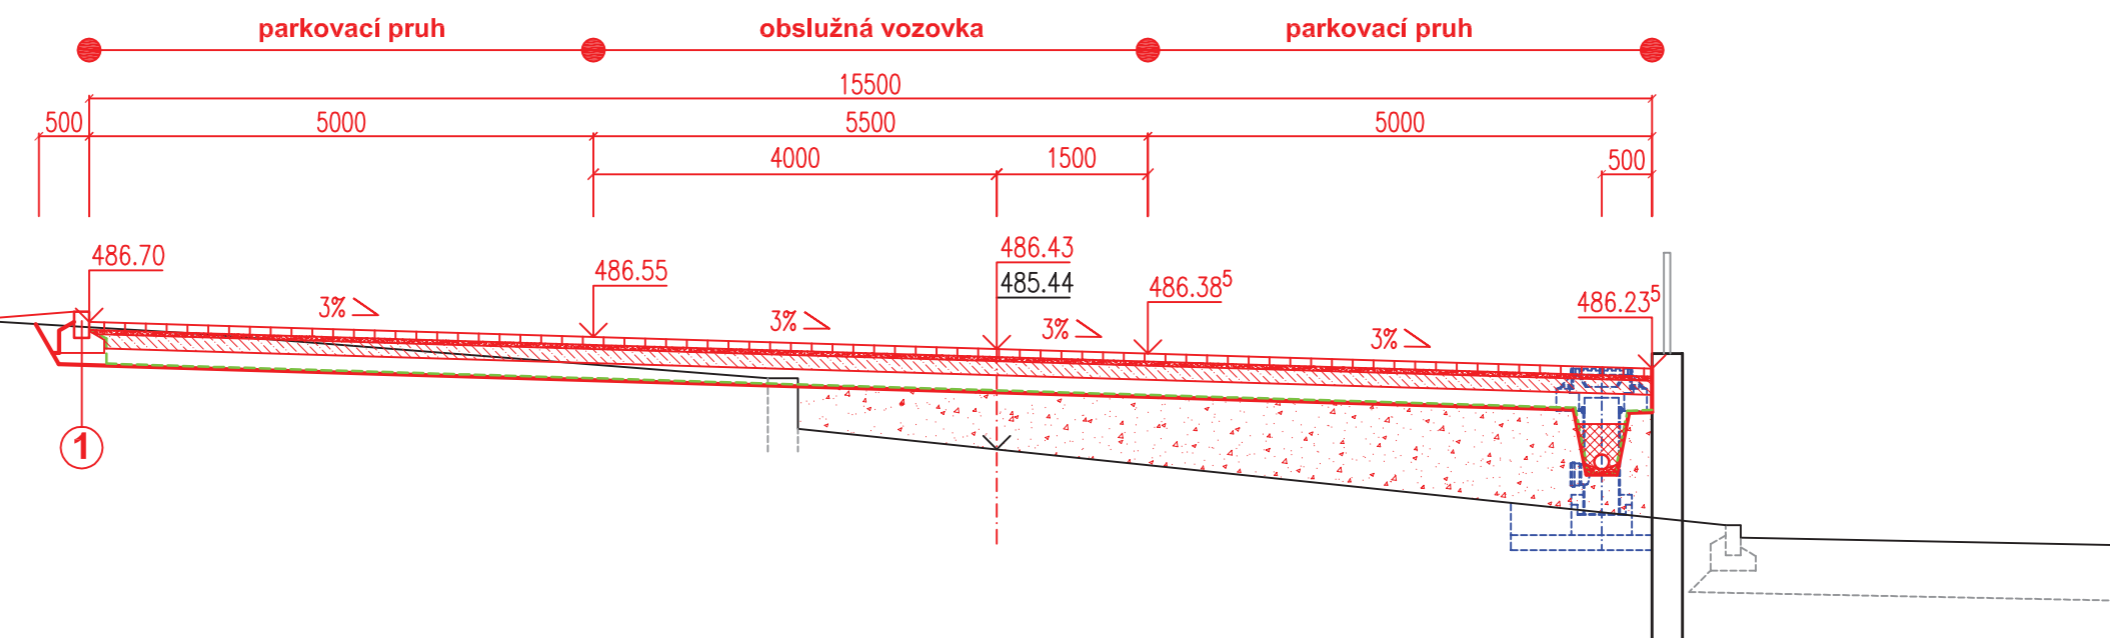 parkovací pruh obslužná vozovka parkovací pruh
15500
500 5000 5500 5000
4000 1500 500
486.70 486.55 486.43 486.38⁵ 486.23⁵
485.44
3% 3% 3% 3%
1